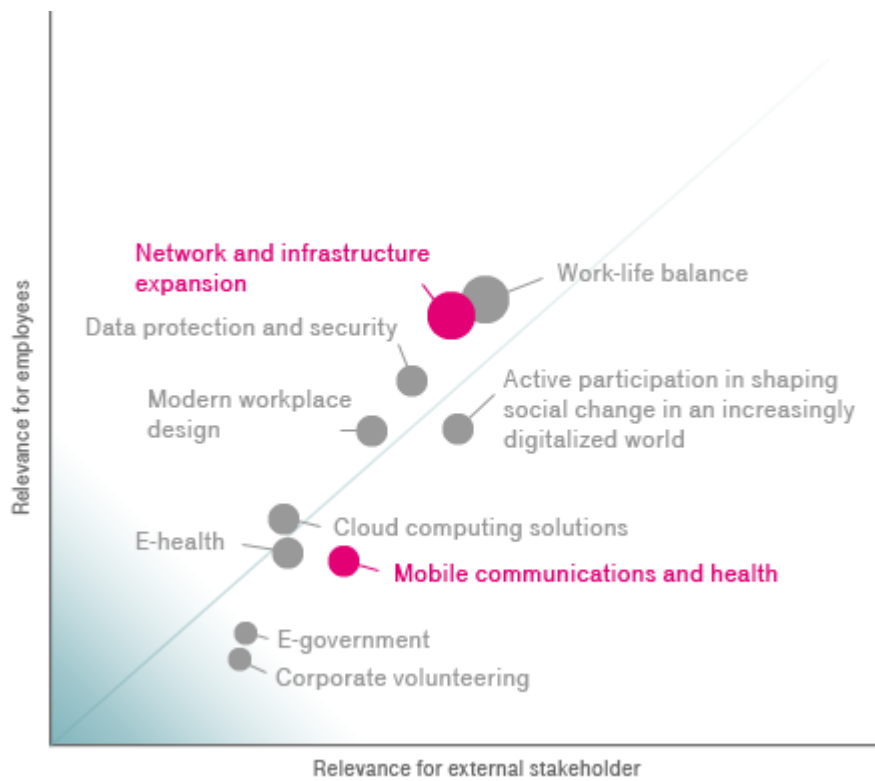 Network and infrastructure
expansion
Work-life balance
Data protection and security
Active participation in shaping
social change in an increasingly
digitalized world
Modern workplace
design
Cloud computing solutions
E-health
Mobile communications and health
E-government
Corporate volunteering
Relevance for employees
Relevance for external stakeholder